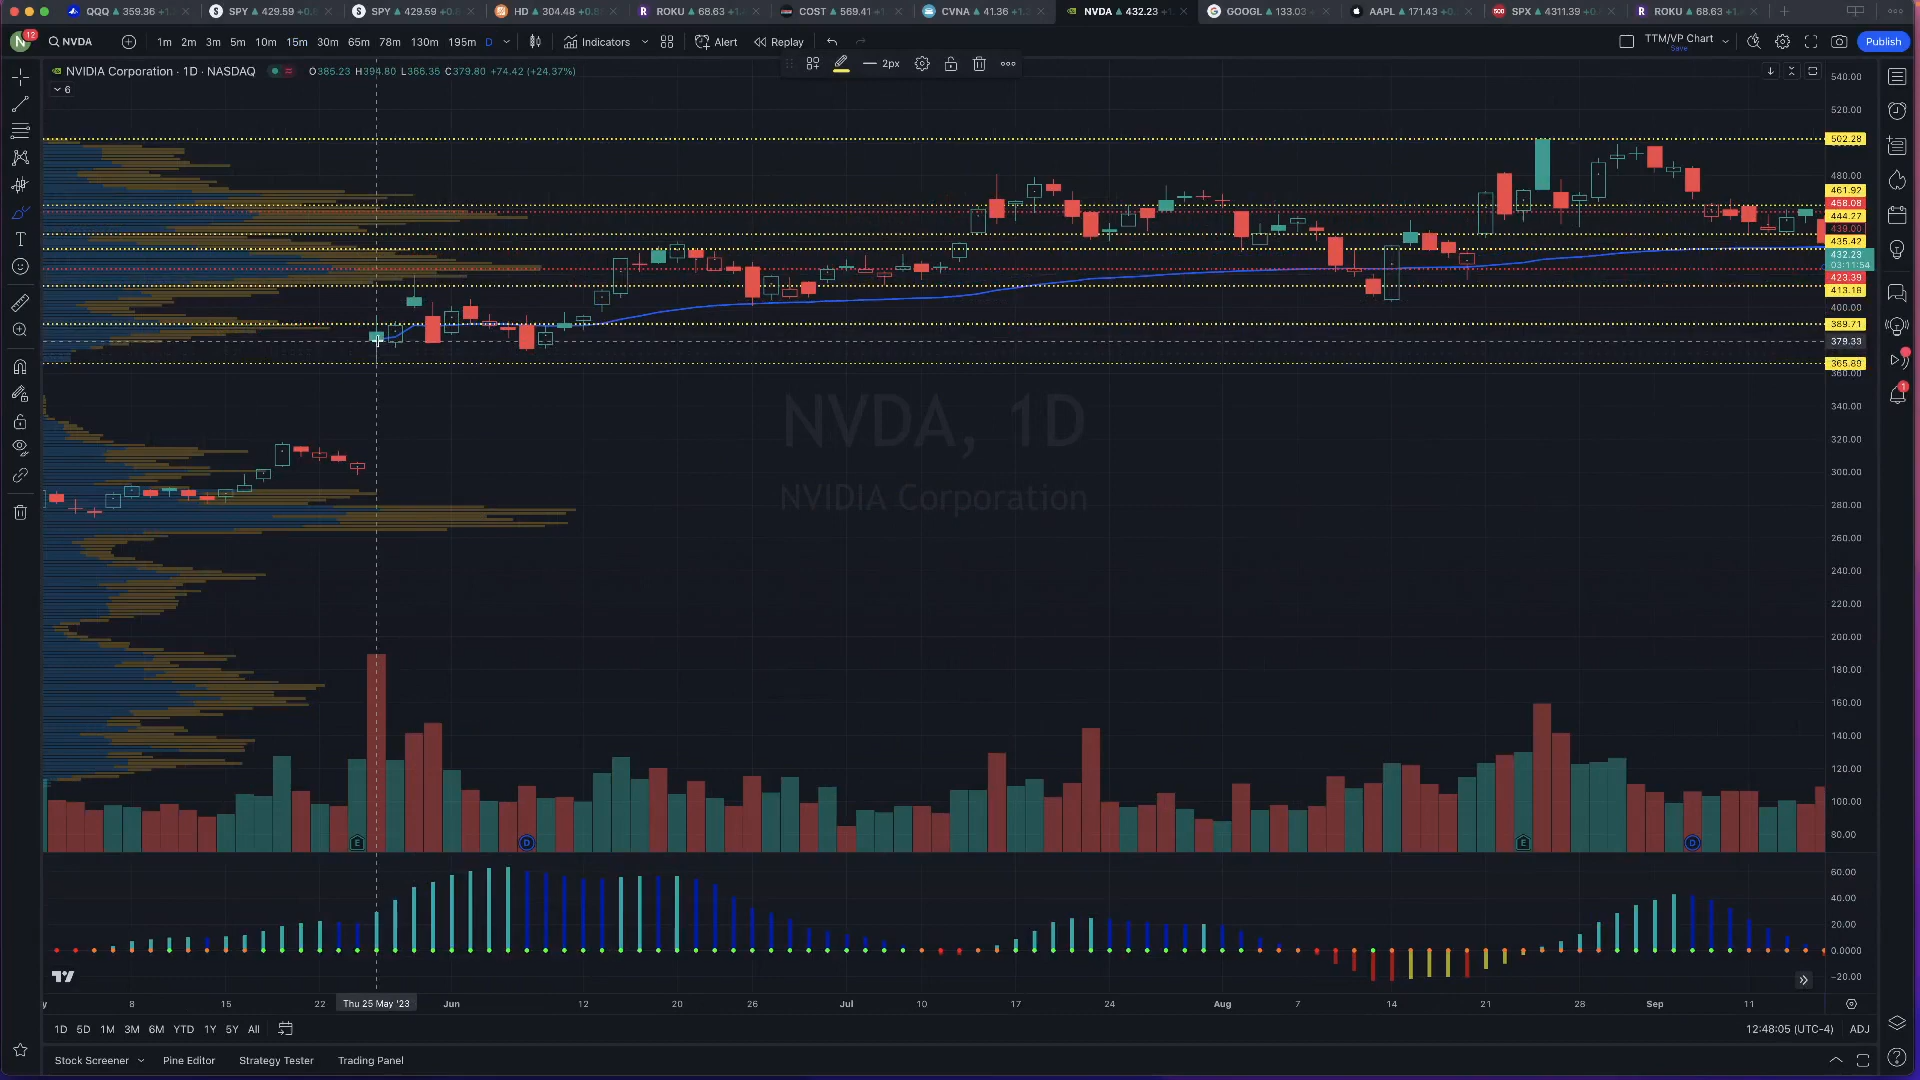 QQQ 359.36
SPY 429.59
SPY 429.59
HD 304.48
ROKU 68.63
COST 569.41
CVNA 41.36
NVDA 432.23
GOOGL 133.03
AAPL 171.43
SPX 4311.39
ROKU 68.63
N 12 NVDA 1m 2m 3m 5m 10m 15m 30m 65m 78m 130m 195m D Indicators Alert Replay TTM/VP Chart Save Publish
2px
NVIDIA Corporation · 1D · NASDAQ O385.23 H394.80 L366.35 C379.80 +74.42 (+24.37%)
6
540.00
520.00
502.28
480.00
461.92
458.08
444.27
439.00
435.42
432.23
03:11:54
423.39
413.18
400.00
389.71
379.33
365.89
360.00
340.00
320.00
300.00
280.00
260.00
240.00
220.00
200.00
180.00
160.00
140.00
120.00
100.00
80.00
NVDA, 1D
NVIDIA Corporation
E D E D
60.00
40.00
20.00
0.0000
−20.00
8 15 22 Thu 25 May '23 Jun 12 20 26 Jul 10 17 24 Aug 7 14 21 28 Sep 11
1D 5D 1M 3M 6M YTD 1Y 5Y All 12:48:05 (UTC-4) ADJ
Stock Screener Pine Editor Strategy Tester Trading Panel